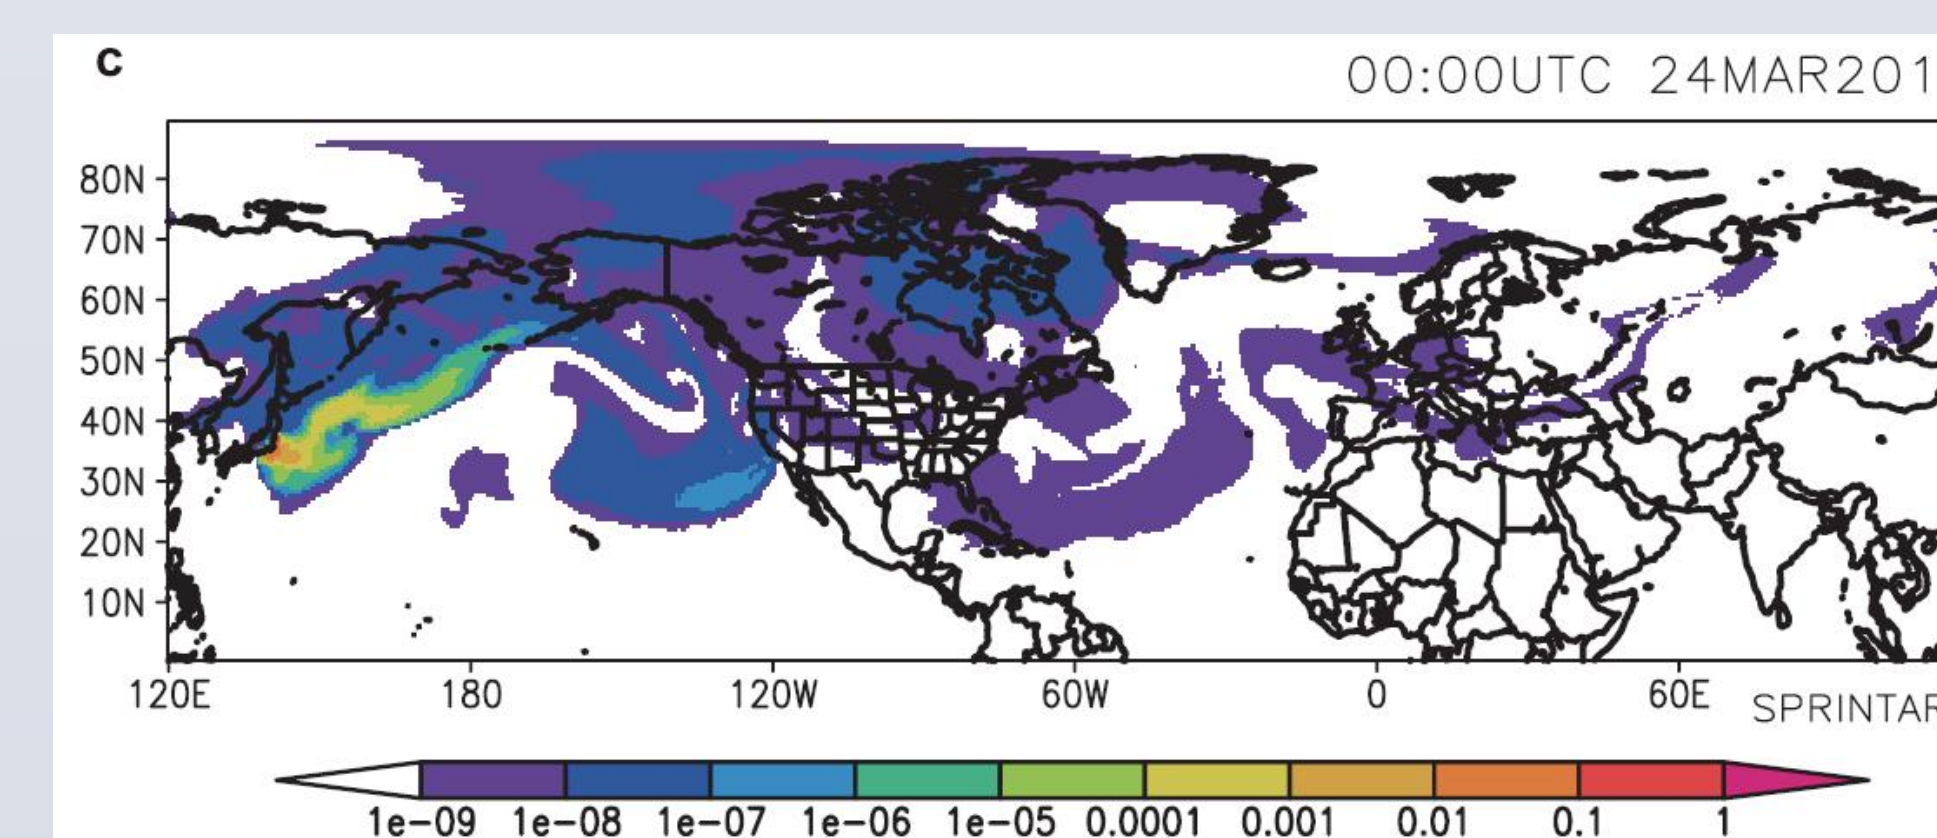 C
00:00UTC 24MAR201
80N
70N
60N
50N
40N
30N
20N
10N
120E 180 120W 60W 0 60E
SPRINTAR
1e-09 1e-08 1e-07 1e-06 1e-05 0.0001 0.001 0.01 0.1 1